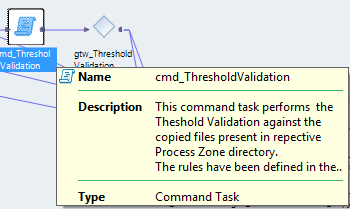 cmd_Threshol
Validation
gtw_Threshold
Validation
Name cmd_ThresholdValidation
Description This command task performs the
Theshold Validation against the
copied files present in repective
Process Zone directory.
The rules have been defined in the..
Type Command Task